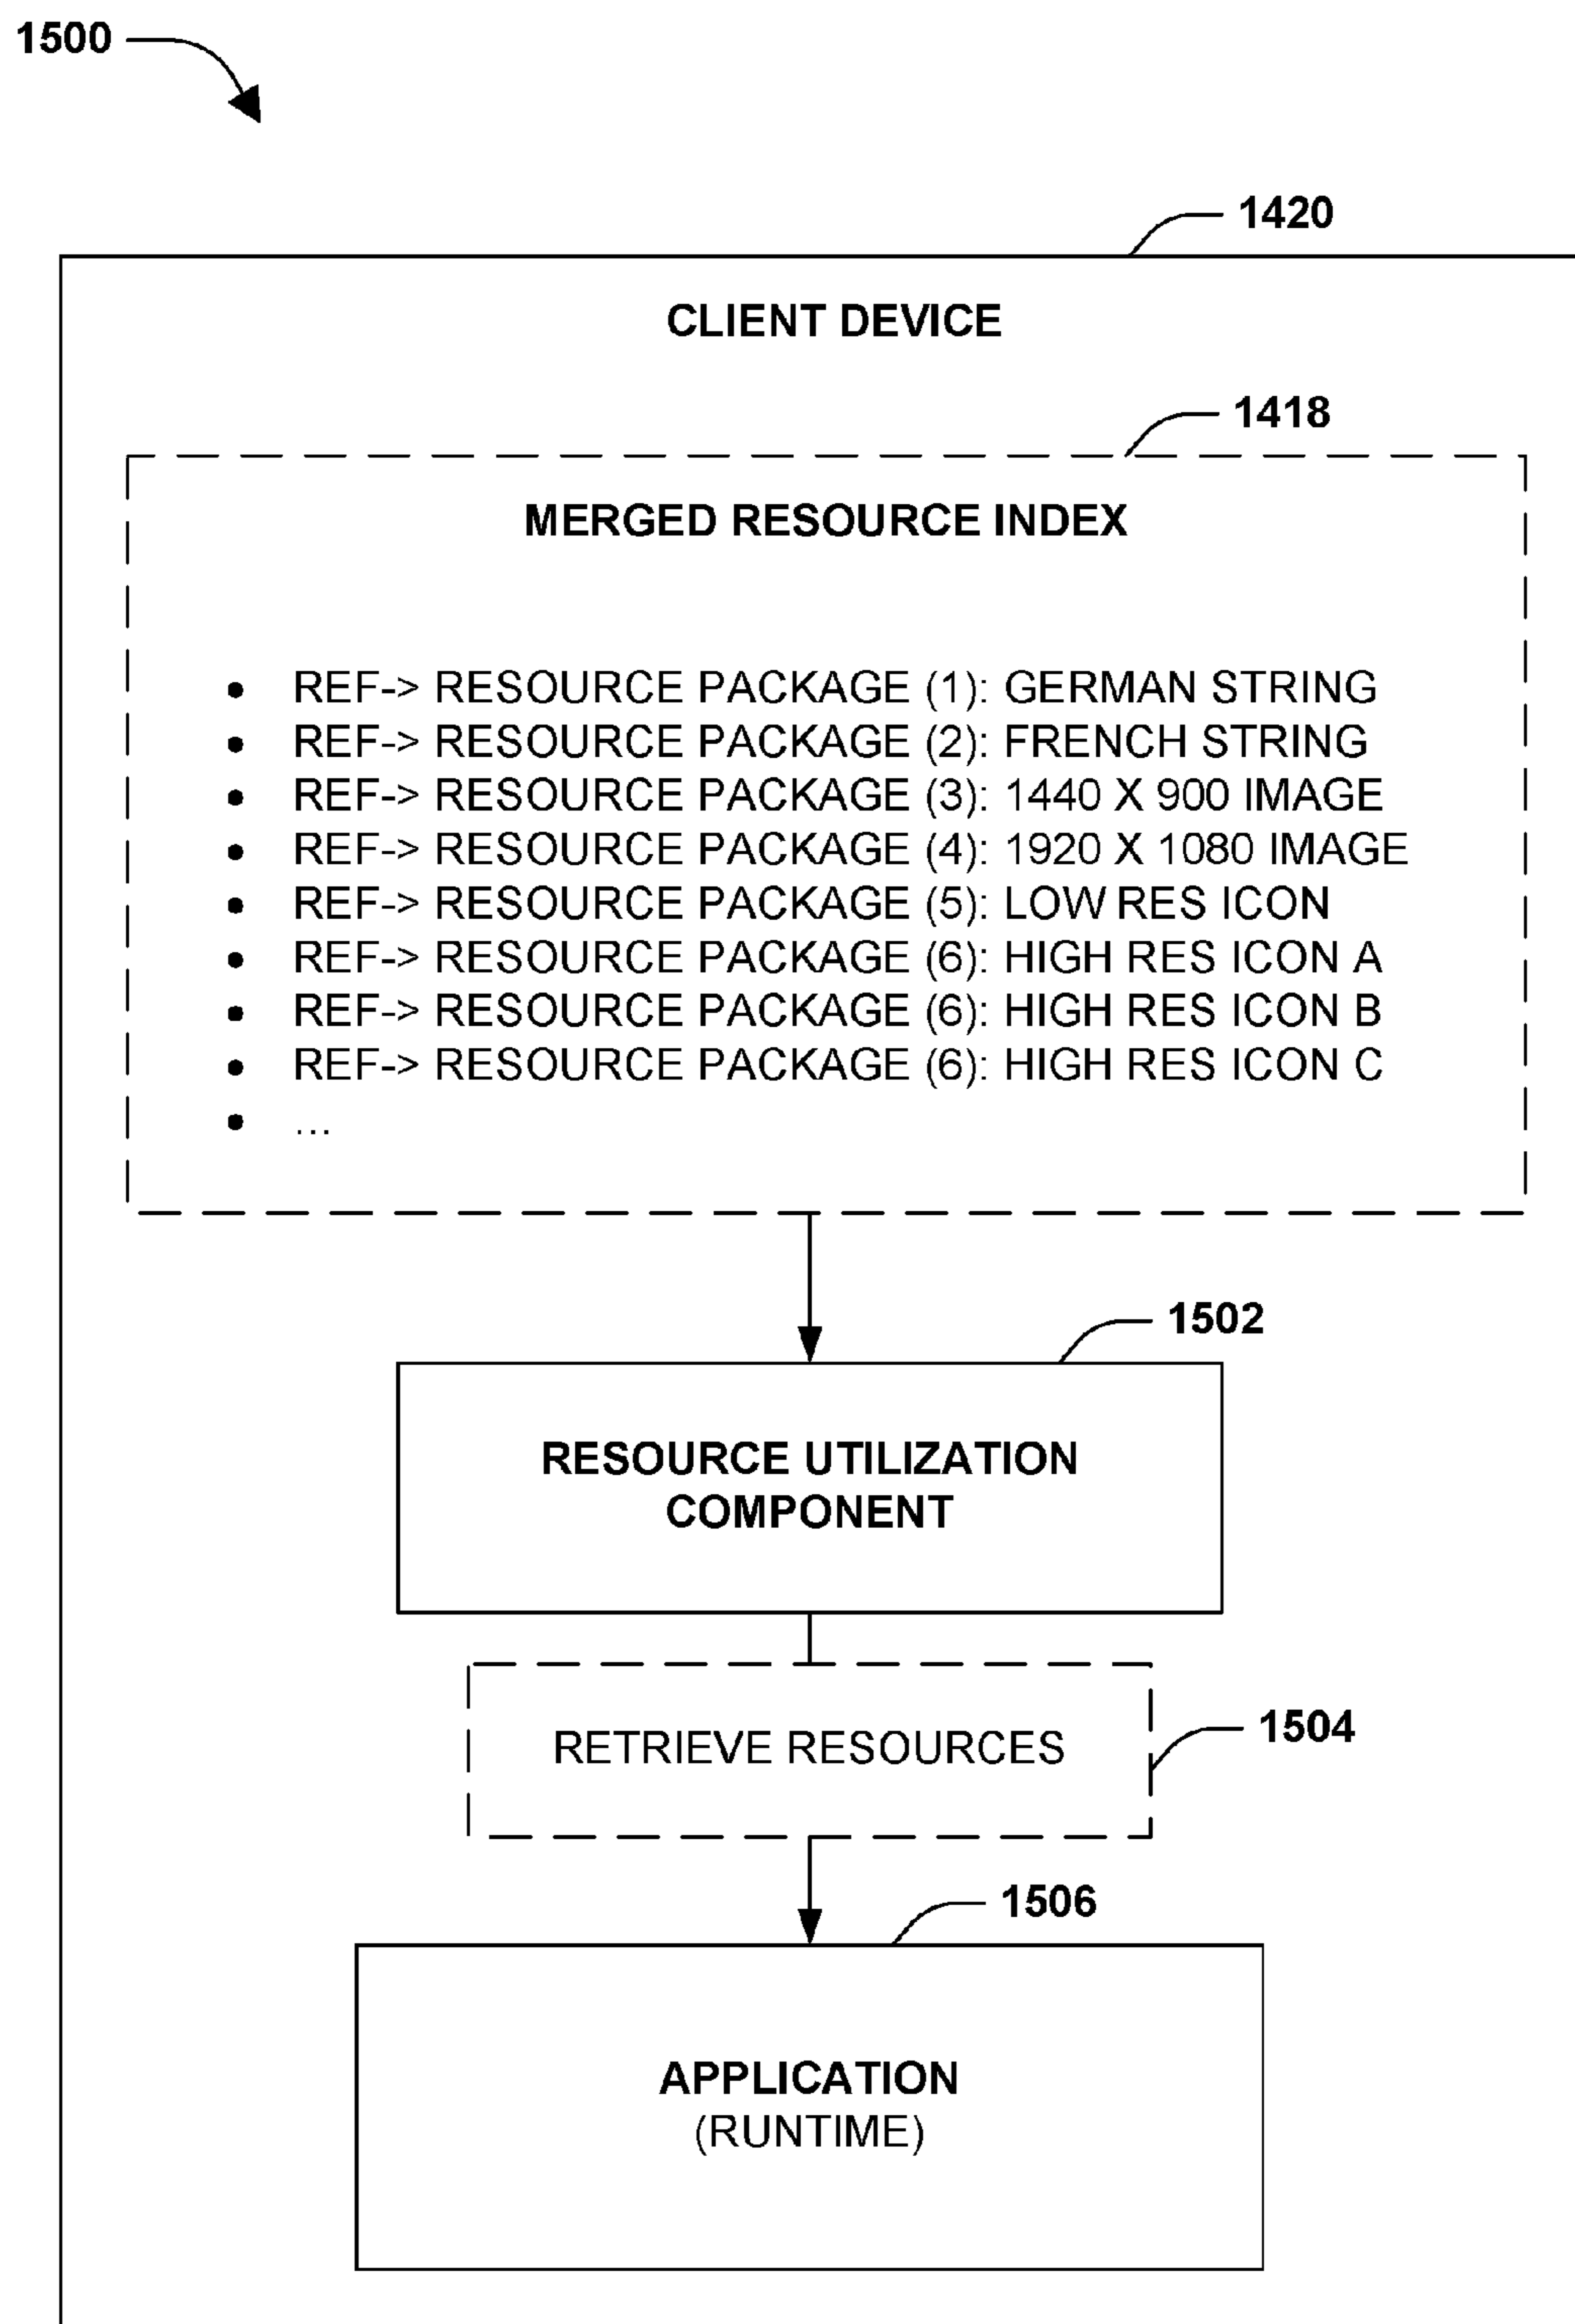 1500
1420
CLIENT DEVICE
1418
MERGED RESOURCE INDEX
• REF-> RESOURCE PACKAGE (1): GERMAN STRING
• REF-> RESOURCE PACKAGE (2): FRENCH STRING
• REF-> RESOURCE PACKAGE (3): 1440 X 900 IMAGE
• REF-> RESOURCE PACKAGE (4): 1920 X 1080 IMAGE
• REF-> RESOURCE PACKAGE (5): LOW RES ICON
• REF-> RESOURCE PACKAGE (6): HIGH RES ICON A
• REF-> RESOURCE PACKAGE (6): HIGH RES ICON B
• REF-> RESOURCE PACKAGE (6): HIGH RES ICON C
• ...
1502
RESOURCE UTILIZATION
COMPONENT
RETRIEVE RESOURCES
1504
1506
APPLICATION
(RUNTIME)